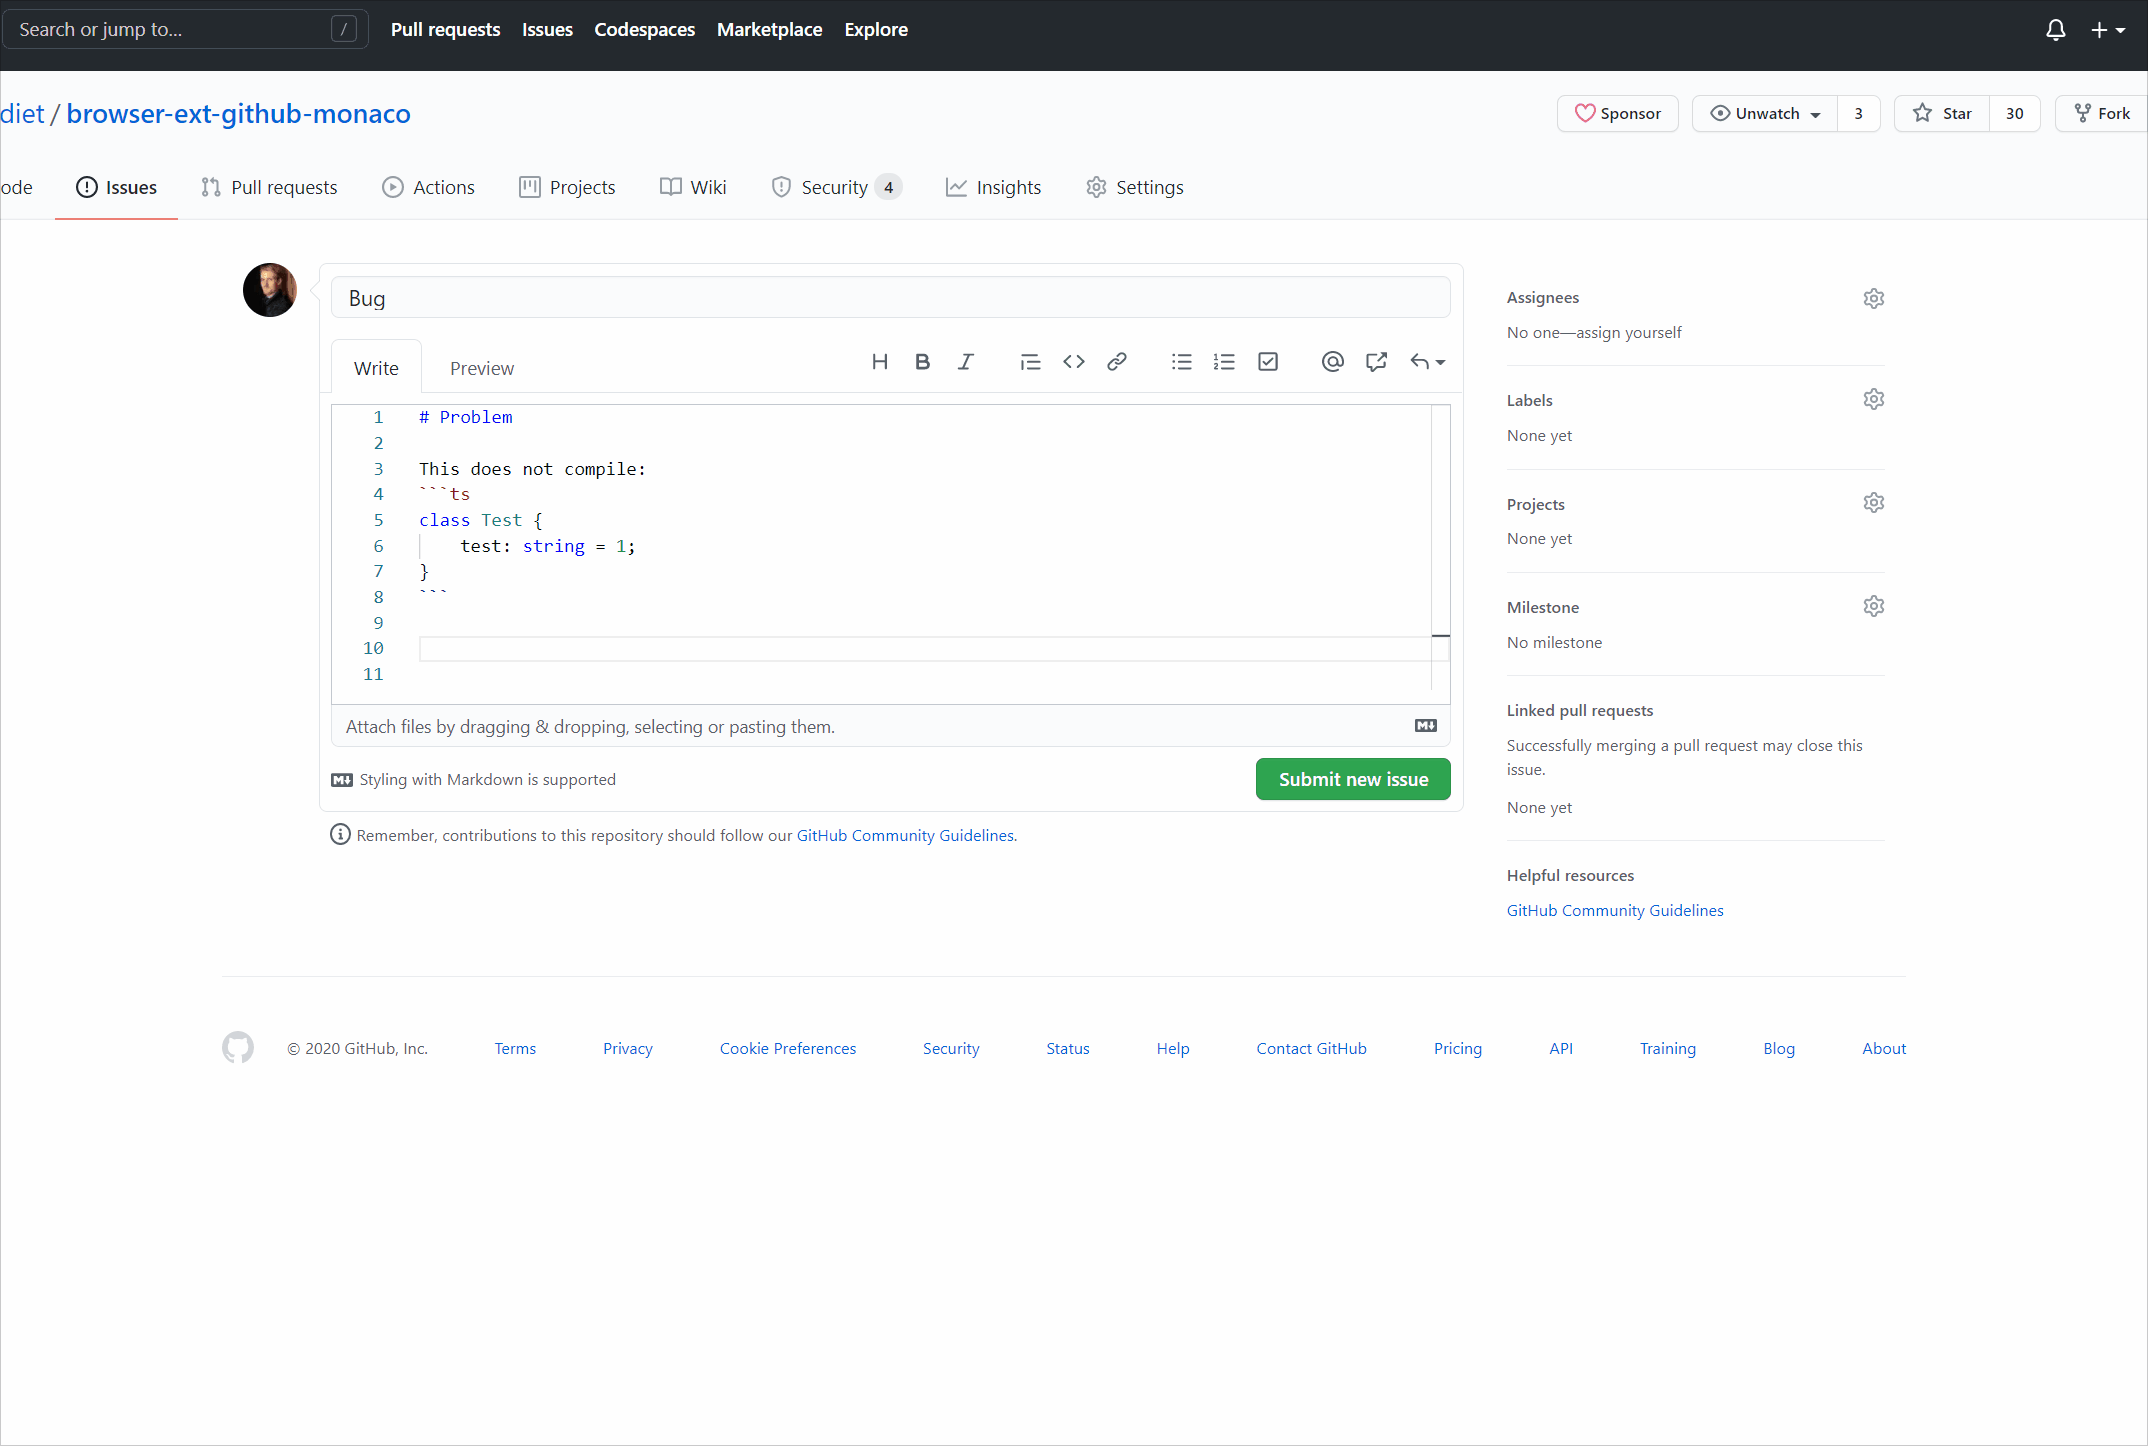 Search or jump to... /
Pull requests Issues Codespaces Marketplace Explore
diet / browser-ext-github-monaco
Sponsor Unwatch 3 Star 30 Fork
ode Issues Pull requests Actions Projects Wiki Security 4 Insights Settings
Bug
Write Preview H B I
1 # Problem
2
3 This does not compile:
4 ```ts
5 class Test {
6 test: string = 1;
7 }
8 ```
9
10
11
Attach files by dragging & dropping, selecting or pasting them.
Styling with Markdown is supported
Submit new issue
Remember, contributions to this repository should follow our GitHub Community Guidelines.
Assignees
No one—assign yourself
Labels
None yet
Projects
None yet
Milestone
No milestone
Linked pull requests
Successfully merging a pull request may close this
issue.
None yet
Helpful resources
GitHub Community Guidelines
© 2020 GitHub, Inc. Terms Privacy Cookie Preferences Security Status Help Contact GitHub Pricing API Training Blog About